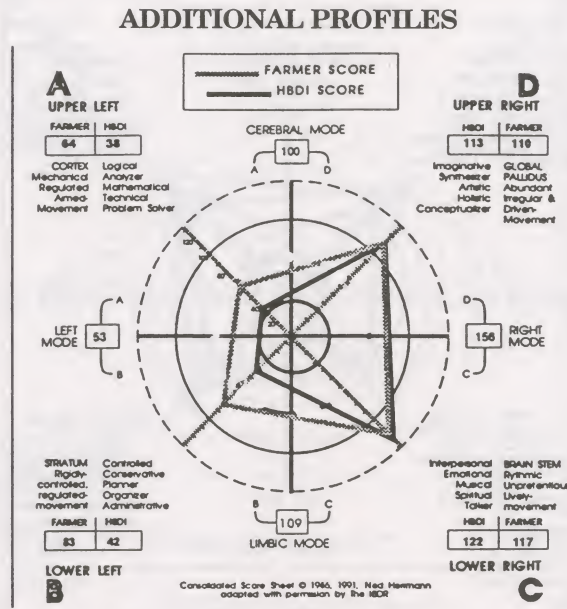 ADDITIONAL PROFILES
FARMER SCORE
HBDI SCORE
A
UPPER LEFT
FARMER HBDI
64 38
CORTEX Logical
Mechanical Analyzer
Regulated Mathematical
Armed- Technical
Movement Problem Solver
CEREBRAL MODE
A 100 D
D
UPPER RIGHT
HBDI FARMER
113 110
Imaginative GLOBAL
Synthesizer PALLIDUS
Artistic Abundant
Holistic Irregular &
Conceptualizer Driven-
Movement
A
LEFT
MODE
53
B
D
156
RIGHT
MODE
C
STRIATUM Controlled
Rigidly- Conservative
controlled, Planner
regulated- Organizer
movement Administrative
FARMER HBDI
83 42
LOWER LEFT
B
B 109 C
LIMBIC MODE
Interpersonal BRAIN STEM
Emotional Rythmic
Musical Unpretentious
Spiritual Lively-
Talker movement
HBDI FARMER
122 117
LOWER RIGHT
C
Consolidated Score Sheet © 1986, 1991, Ned Herrmann
adapted with permission by The HBDR